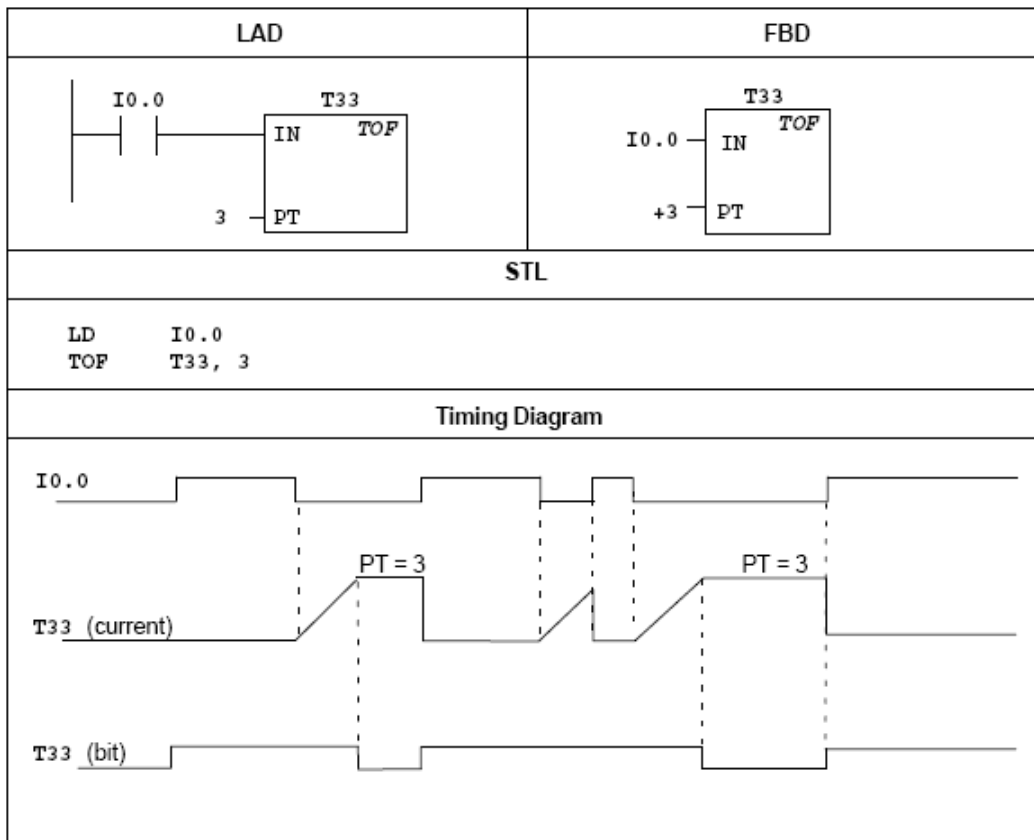 LAD
FBD
I0.0
T33
TOF
IN
3
PT
T33
TOF
I0.0
IN
+3
PT
STL
LD I0.0
TOF T33, 3
Timing Diagram
I0.0
PT = 3
PT = 3
T33 (current)
T33 (bit)